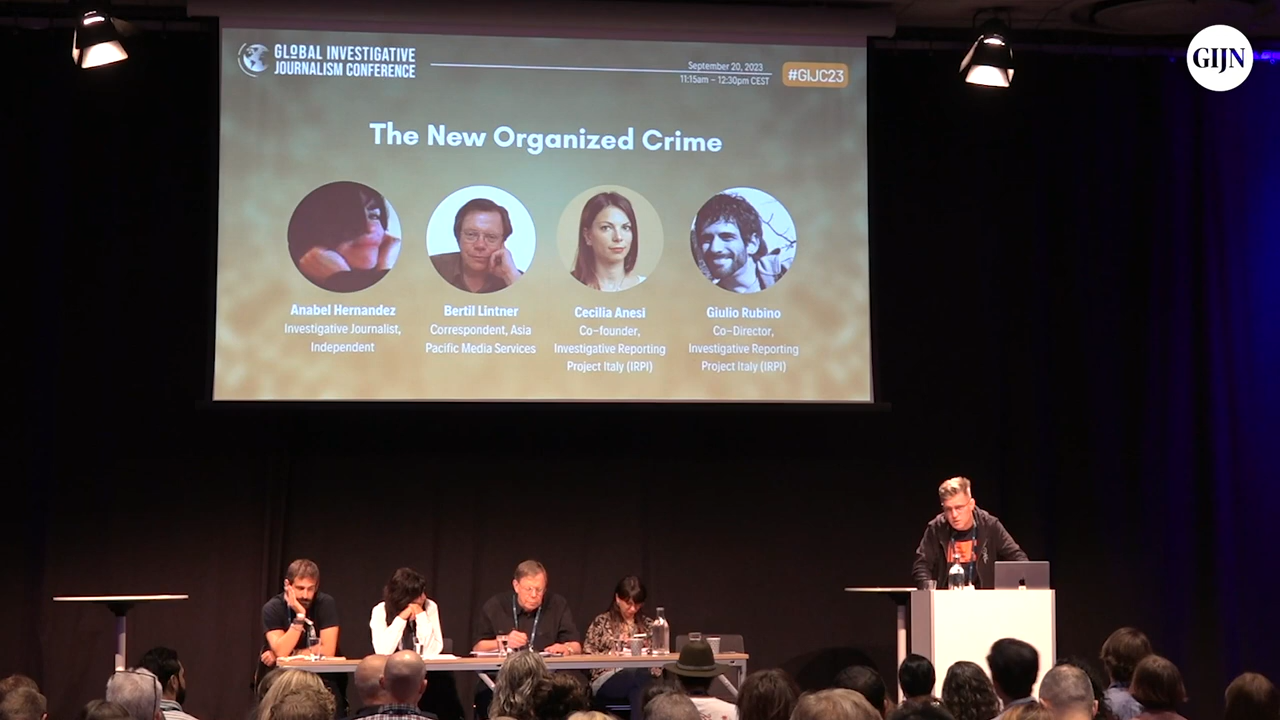 GLOBAL INVESTIGATIVE
JOURNALISM CONFERENCE
September 20, 2023
11:15am – 12:30pm CEST
#GIJC23
GIJN
The New Organized Crime
Anabel Hernandez
Investigative Journalist,
Independent
Bertil Lintner
Correspondent, Asia
Pacific Media Services
Cecilia Anesi
Co-founder,
Investigative Reporting
Project Italy (IRPI)
Giulio Rubino
Co-Director,
Investigative Reporting
Project Italy (IRPI)